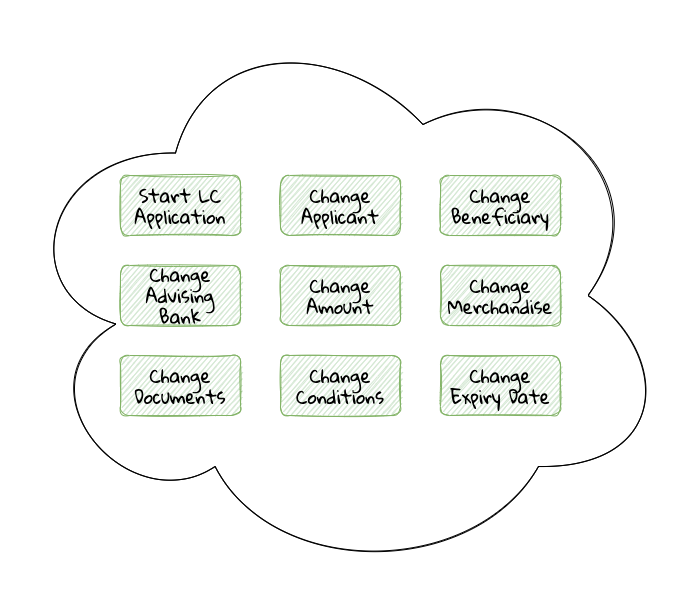 Start LC
Application
Change
Applicant
Change
Beneficiary
Change
Advising
Bank
Change
Amount
Change
Merchandise
Change
Documents
Change
Conditions
Change
Expiry Date